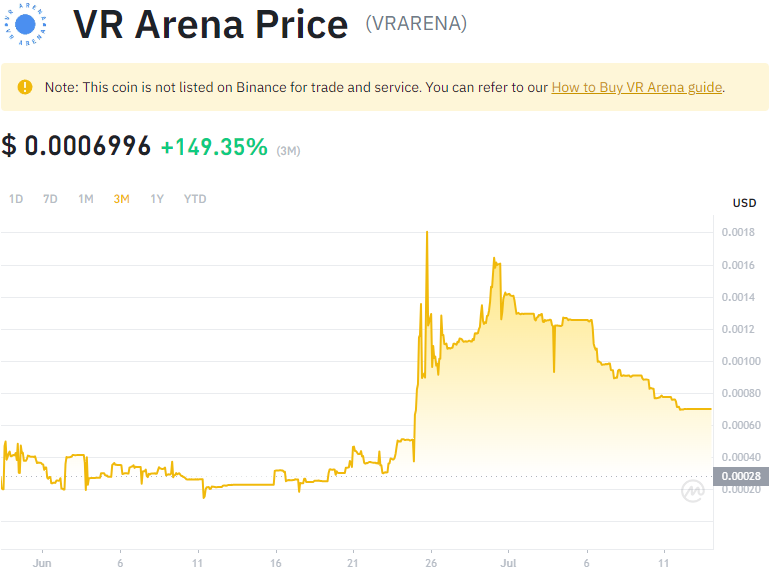 VR ARENA VR ARENA
VR Arena Price (VRARENA)
Note: This coin is not listed on Binance for trade and service. You can refer to our How to Buy VR Arena guide.
$ 0.0006996 +149.35% (3M)
1D 7D 1M 3M 1Y YTD
USD
0.0018
0.0016
0.0014
0.0012
0.00100
0.00080
0.00060
0.00040
0.00028
0.00020
Jun 6 11 16 21 26 Jul 6 11